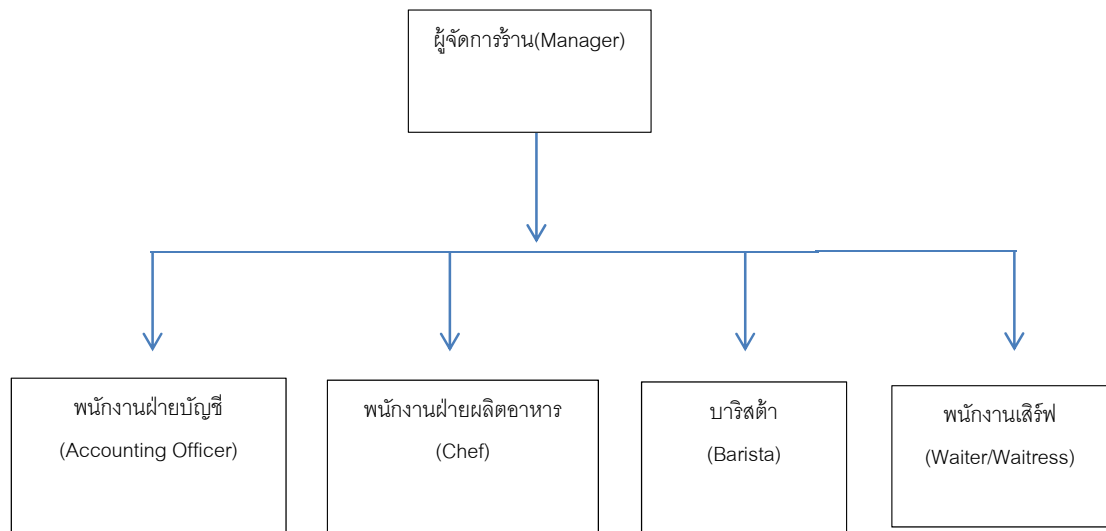 ผู้จัดการร้าน(Manager)
พนักงานฝ่ายบัญชี
(Accounting Officer)
พนักงานฝ่ายผลิตอาหาร
(Chef)
บาริสต้า
(Barista)
พนักงานเสิร์ฟ
(Waiter/Waitress)